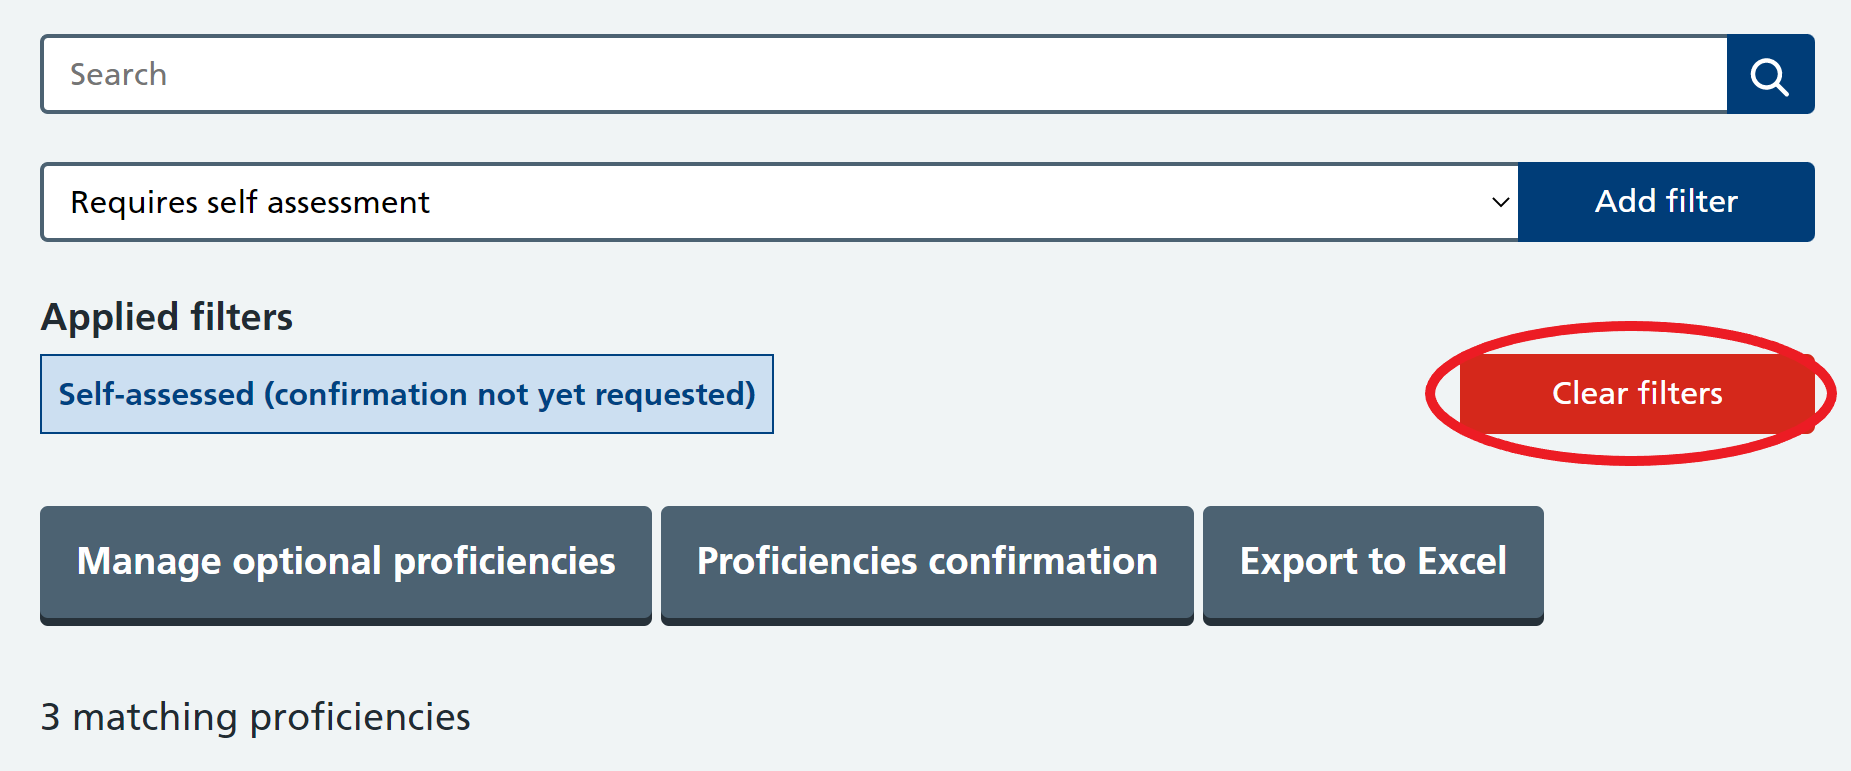 Search
Requires self assessment
Add filter
Applied filters
Self-assessed (confirmation not yet requested)
Clear filters
Manage optional proficiencies
Proficiencies confirmation
Export to Excel
3 matching proficiencies